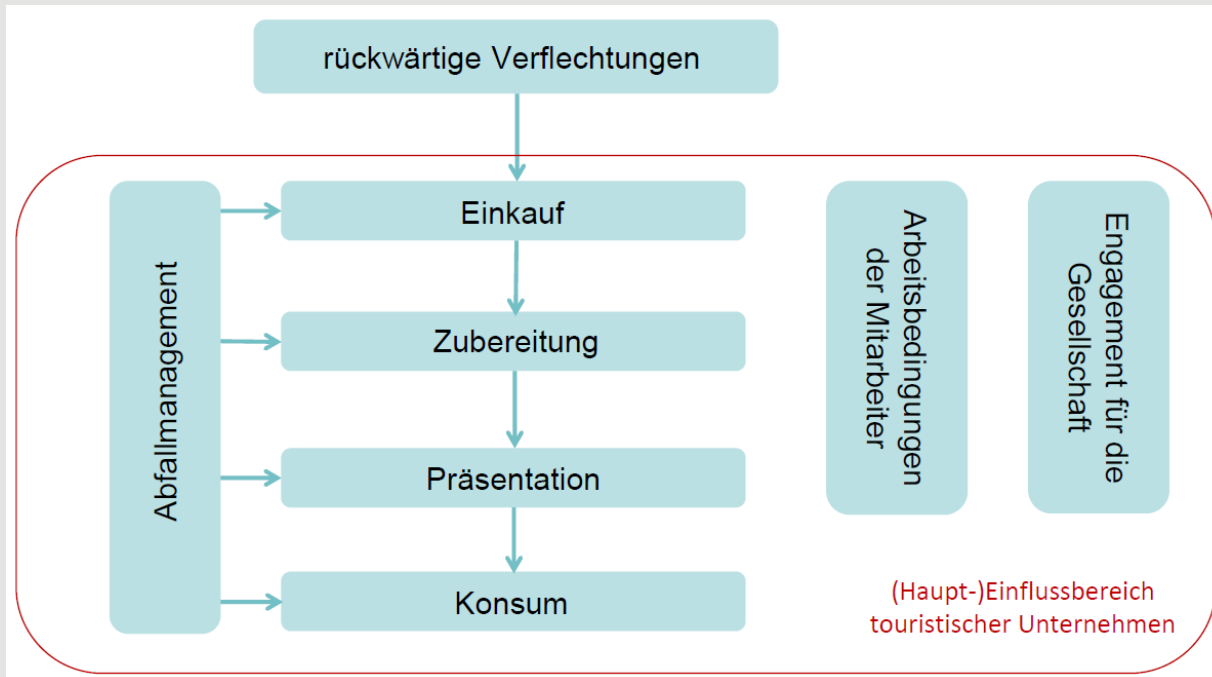 rückwärtige Verflechtungen
Abfallmanagement
Einkauf
Zubereitung
Präsentation
Konsum
Arbeitsbedingungen
der Mitarbeiter
Engagement für die
Gesellschaft
(Haupt-)Einflussbereich
touristischer Unternehmen